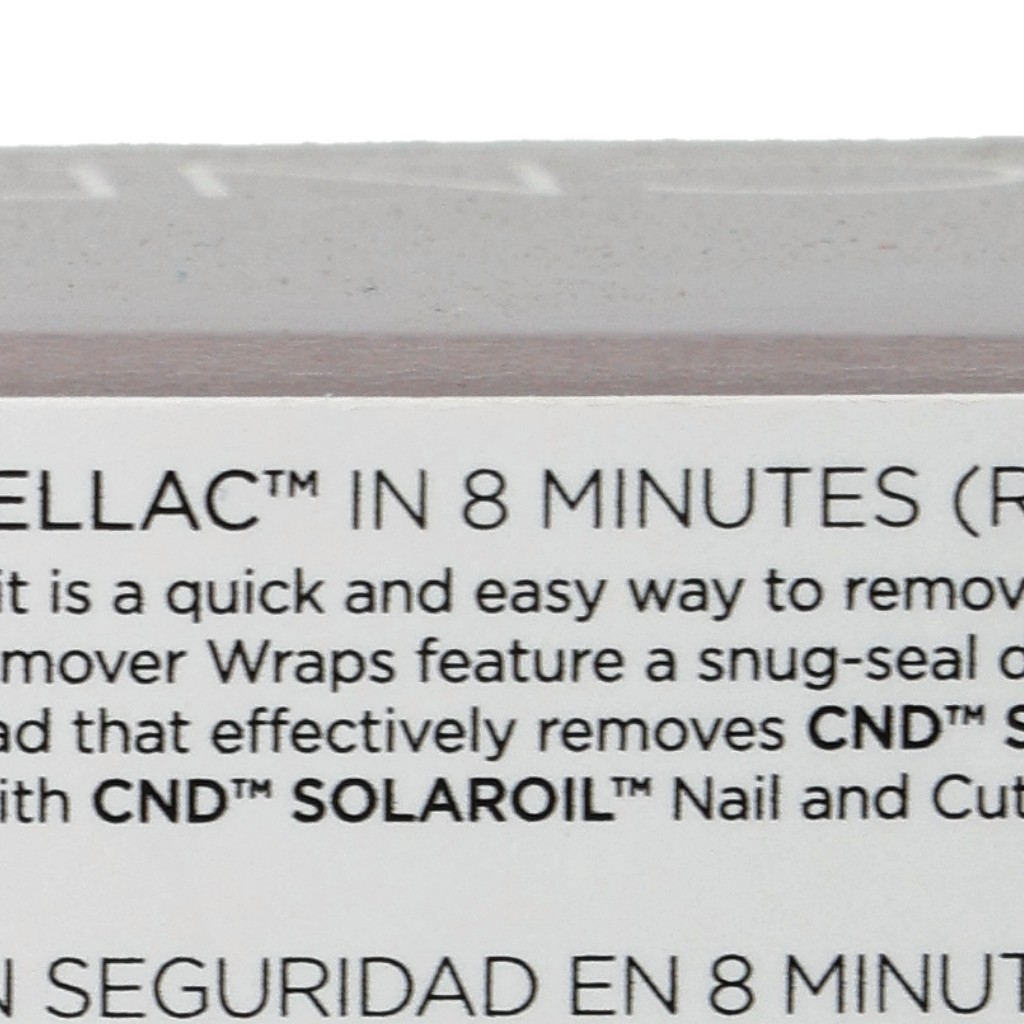 ELLAC™ IN 8 MINUTES (R
it is a quick and easy way to remov
mover Wraps feature a snug-seal
ad that effectively removes CND™ S
ith CND™ SOLAROIL™ Nail and Cut
N SEGURIDAD EN 8 MINUT